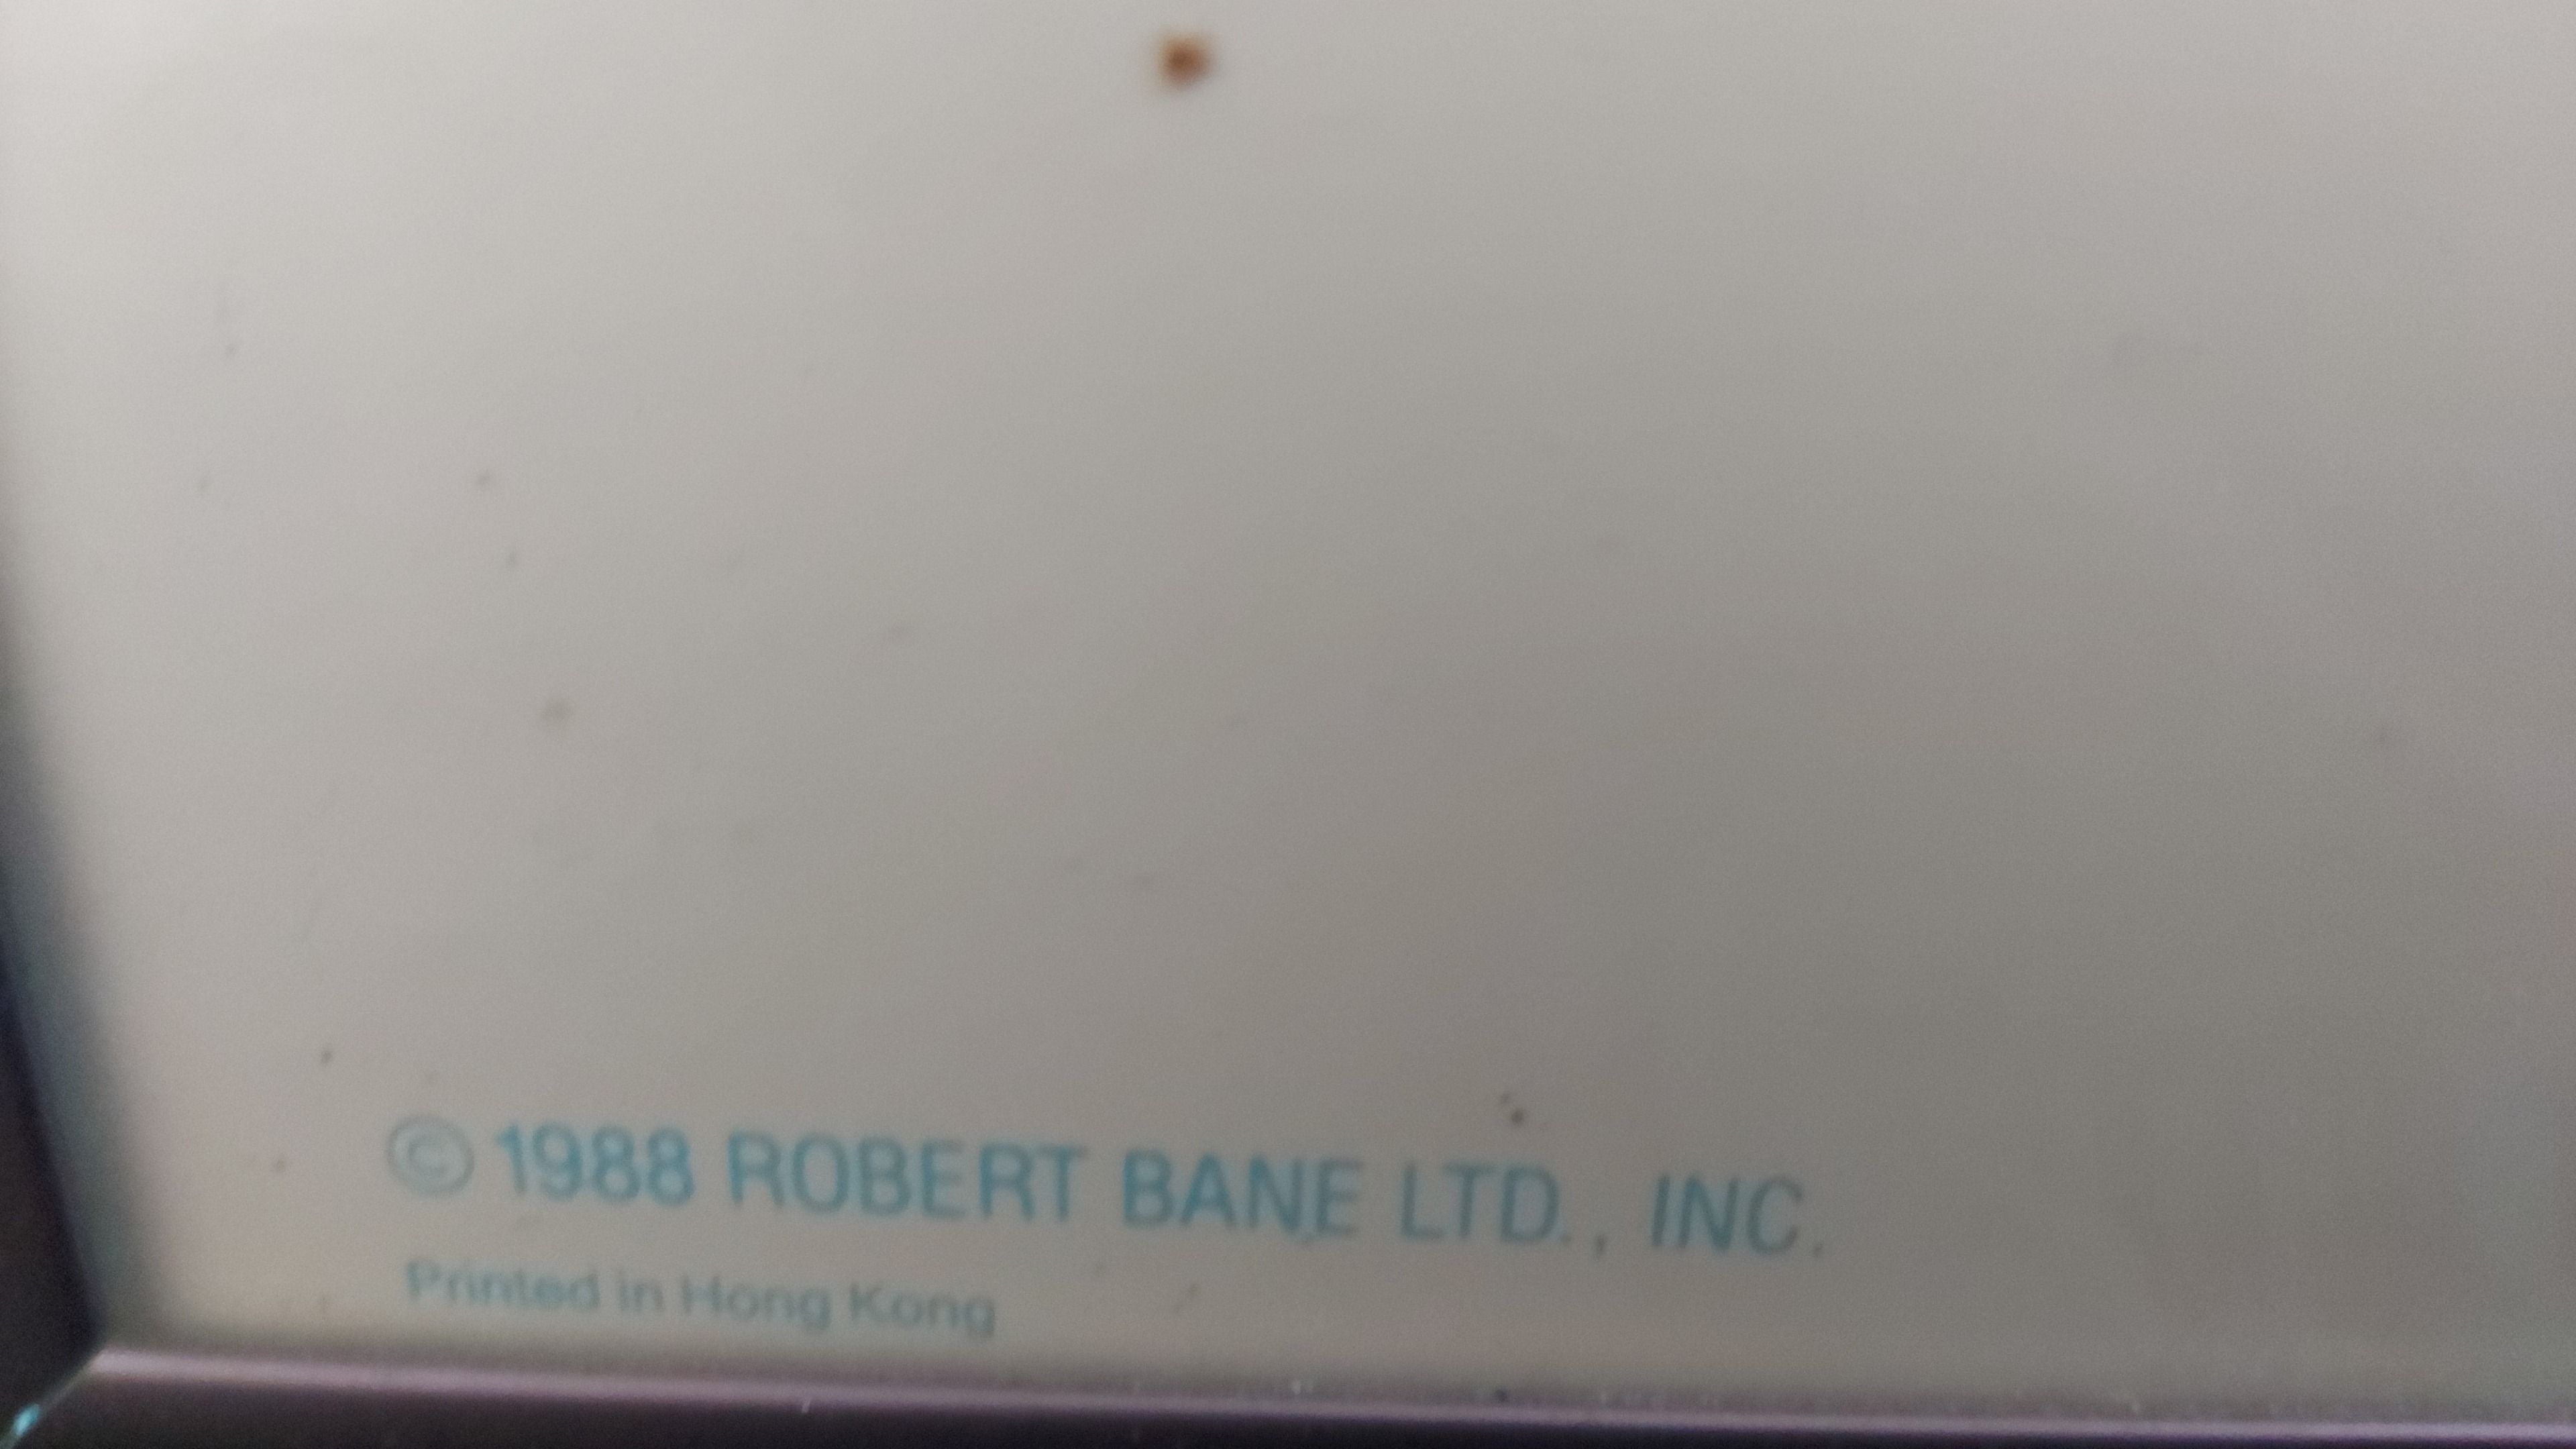 © 1988 ROBERT BANE LTD., INC.
Printed in Hong Kong